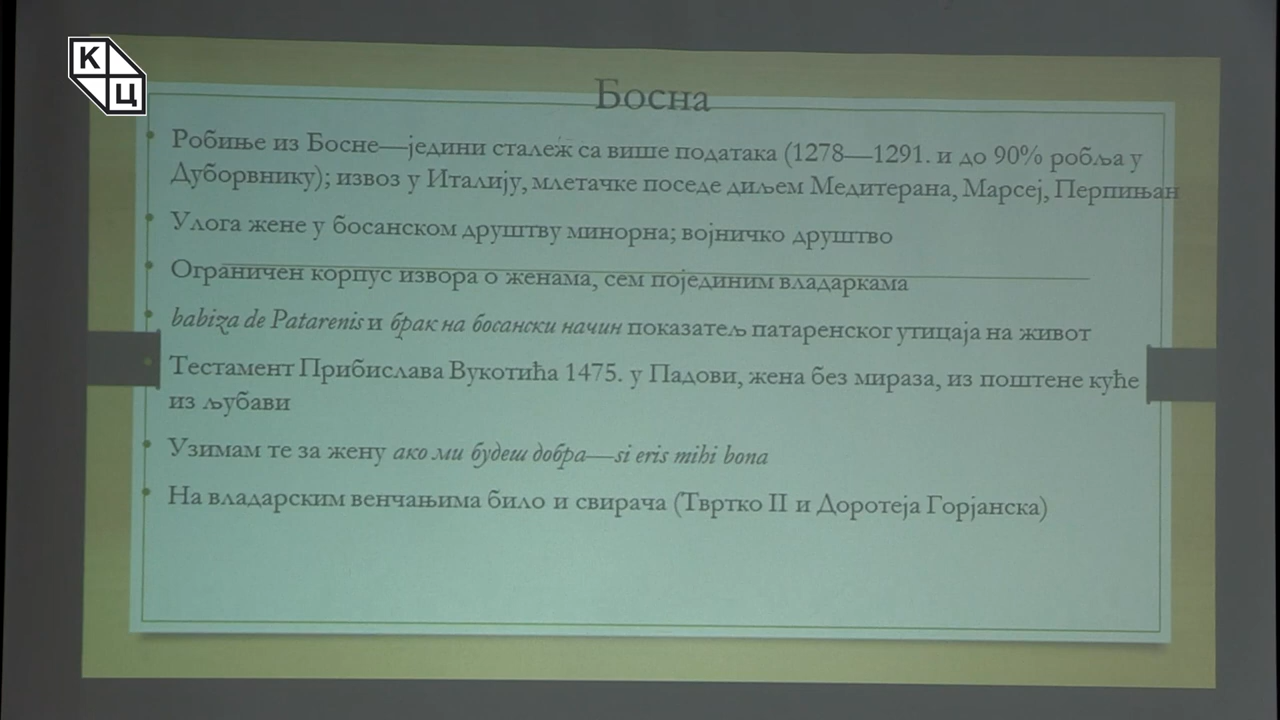 К
Ц
Босна
Робиње из Босне—једини сталеж са више података (1278—1291. и до 90% робља у
Дуборвнику); извоз у Италију, млетачке поседе диљем Медитерана, Марсеј, Перпињан
Улога жене у босанском друштву минорна; војничко друштво
Ограничен корпус извора о женама, сем појединим владаркама
babiza de Patarenis и брак на босански начин показатељ патаренског утицаја на живот
Тестамент Прибислава Вукотића 1475. у Падови, жена без мираза, из поштене куће
из љубави
Узимам те за жену ако ми будеш добра—si eris mihi bona
На владарским венчањима било и свирача (Твртко II и Доротеја Горјанска)